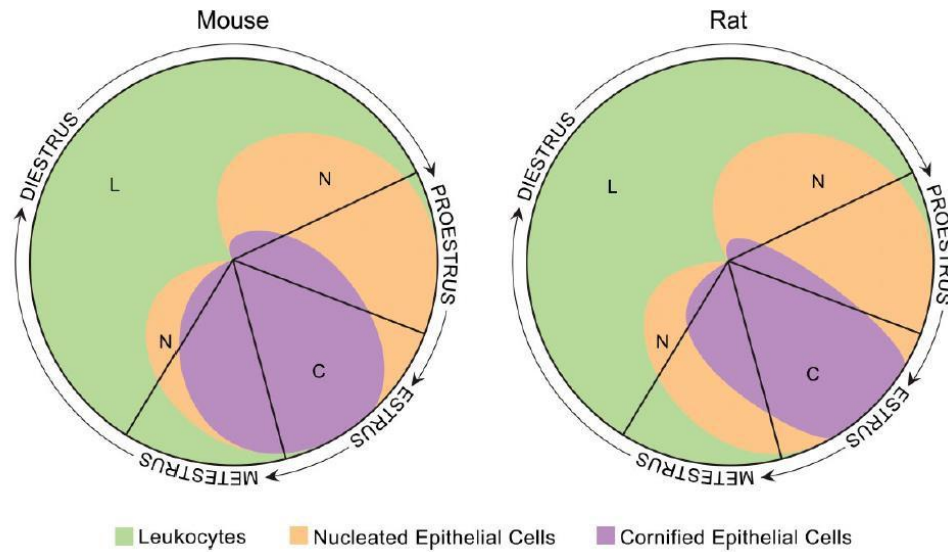 Mouse
DIESTRUS
PROESTRUS
ESTRUS
METESTRUS
L
N
N
C
Rat
DIESTRUS
PROESTRUS
ESTRUS
METESTRUS
L
N
N
C
Leukocytes
Nucleated Epithelial Cells
Cornified Epithelial Cells